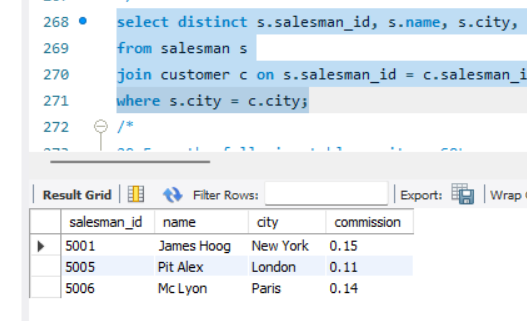 268 select distinct s.salesman_id, s.name, s.city,
269 from salesman s
270 join customer c on s.salesman_id = c.salesman_i
271 where s.city = c.city;
272 /*
Result Grid Filter Rows: Export: Wrap
salesman_id name city commission
5001 James Hoog New York 0.15
5005 Pit Alex London 0.11
5006 Mc Lyon Paris 0.14